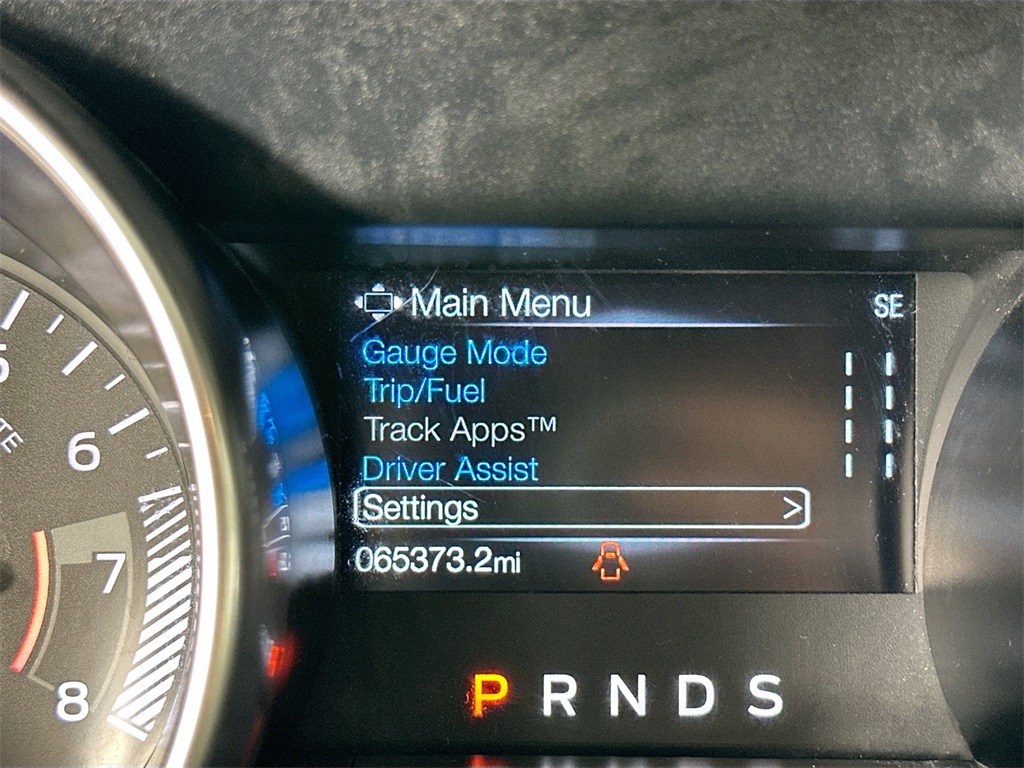 Main Menu SE
Gauge Mode
Trip/Fuel
Track Apps™
Driver Assist
Settings >
065373.2mi
P R N D S
6
7
8